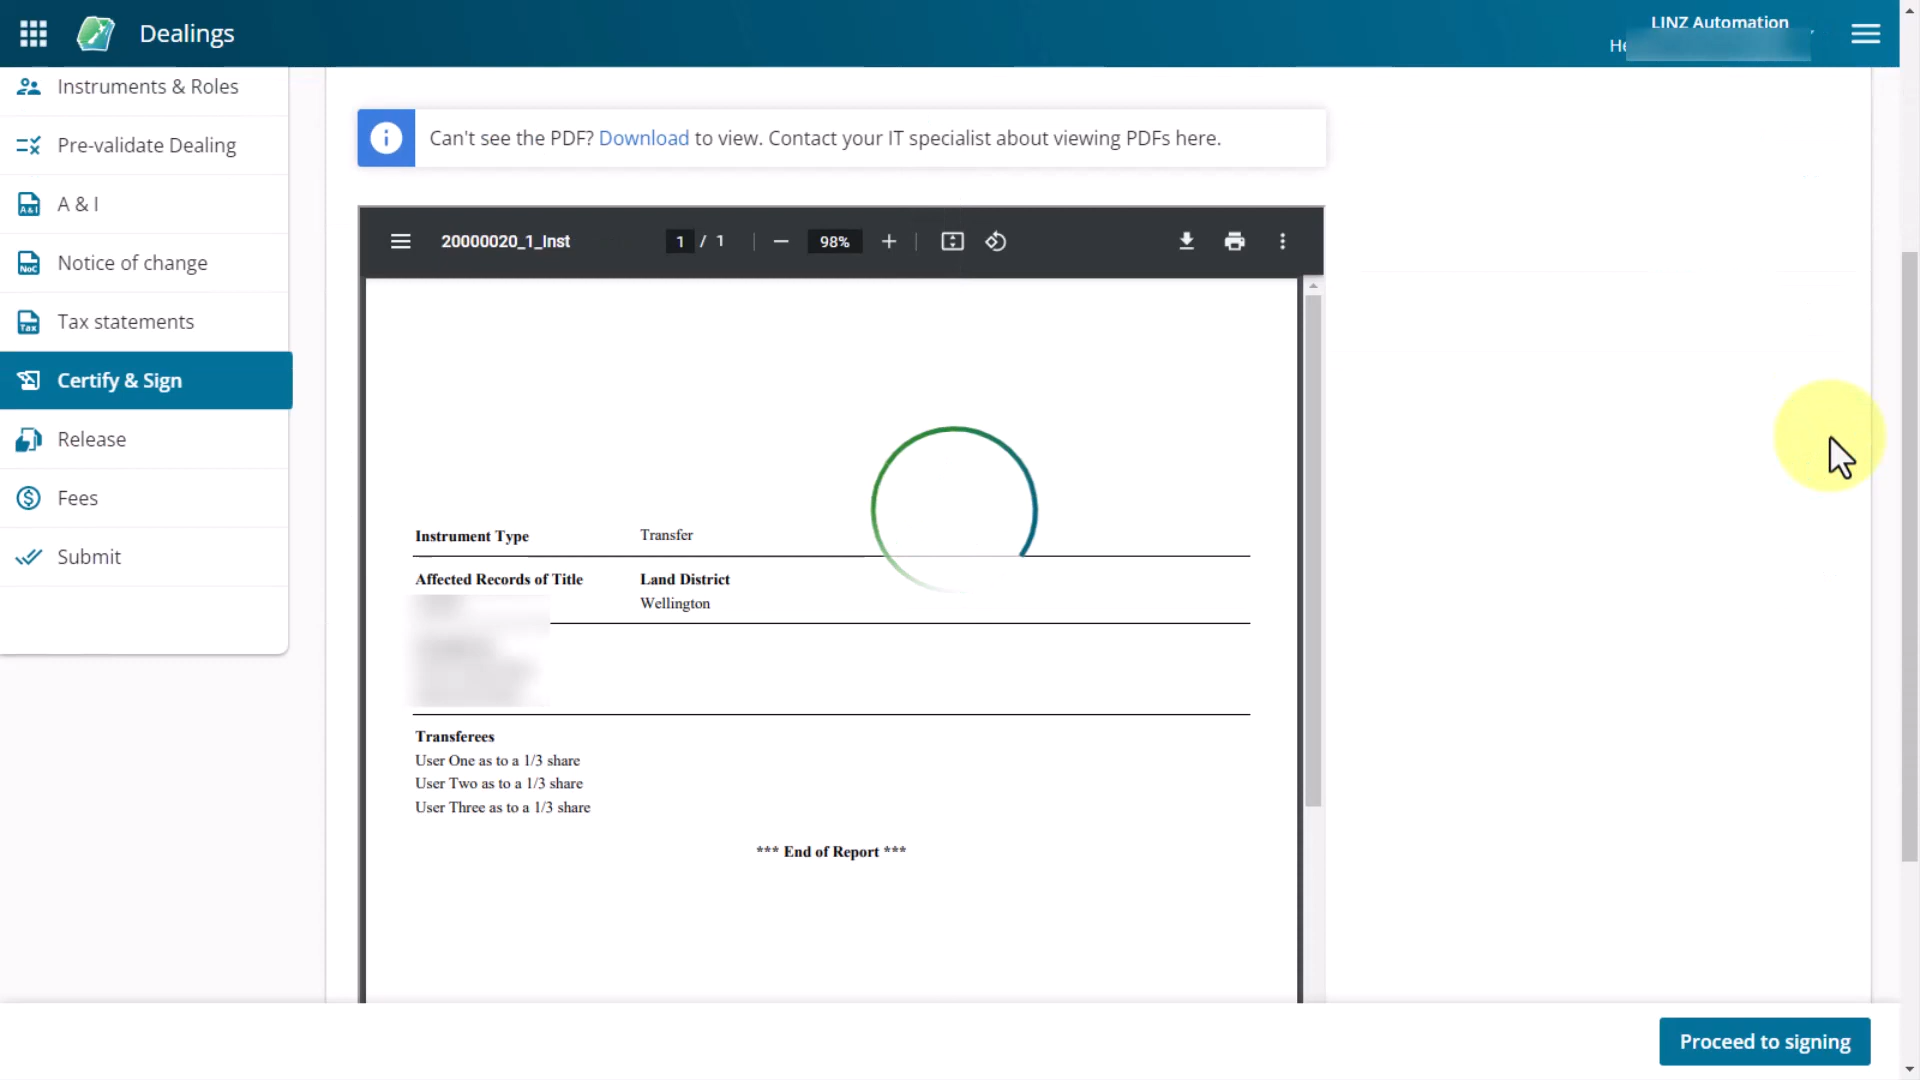 Dealings
LINZ Automation
He
Instruments & Roles
Pre-validate Dealing
A & I
Notice of change
Tax statements
Certify & Sign
Release
Fees
Submit
Can't see the PDF? Download to view. Contact your IT specialist about viewing PDFs here.
20000020_1_Inst
1 / 1
98%
Instrument Type Transfer
Affected Records of Title Land District
Wellington
Transferees
User One as to a 1/3 share
User Two as to a 1/3 share
User Three as to a 1/3 share
*** End of Report ***
Proceed to signing